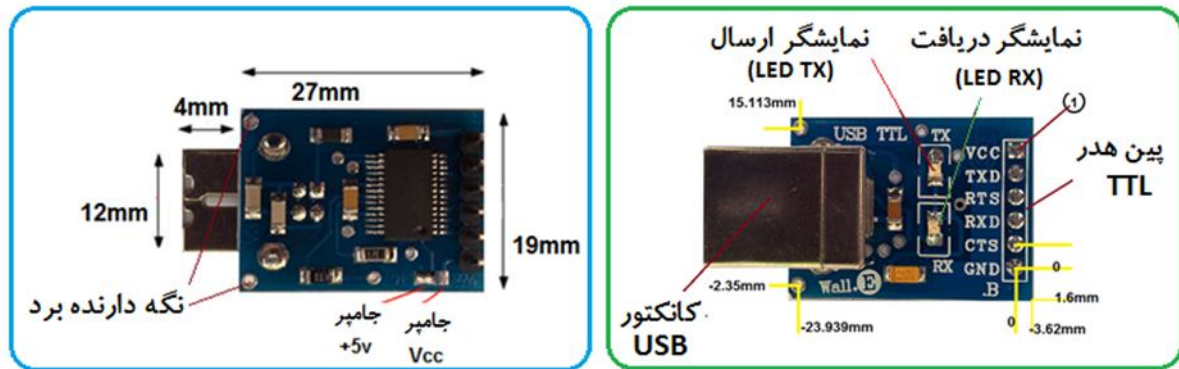 27mm
4mm
12mm
19mm
نگه دارنده برد
جامپر
+5v
جامپر
Vcc
نمایشگر ارسال
(LED TX)
نمایشگر دریافت
(LED RX)
15.113mm
(1)
USB TTL TX
VCC
TXD
RTS
RXD
CTS
GND
پین هدر
TTL
RX
Wall.E
.B
0
1.6mm
0
-3.62mm
-2.35mm
-23.939mm
کانکتور
USB